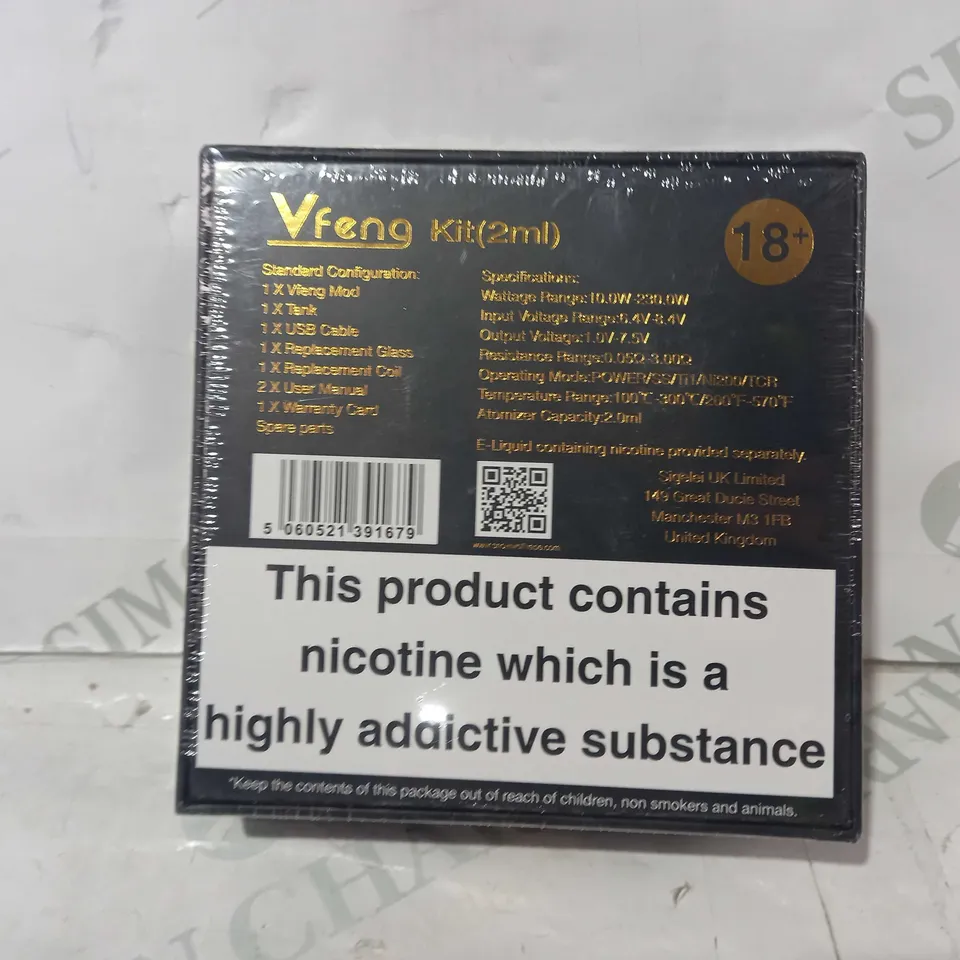 Vfeng Kit(2ml)
18+
Standard Configuration:
1 X Vfeng Mod
1 X Tank
1 X USB Cable
1 X Replacement Glass
1 X Replacement Coil
2 X User Manual
1 X Warranty Card
Spare parts
Specifications:
Wattage Range:10.0W-230.0W
Input Voltage Range:6.4V-8.4V
Output Voltage:1.0V-7.5V
Resistance Range:0.05Ω-3.00Ω
Operating Mode:POWER/SS/Ti1/Ni200/TCR
Temperature Range:100°C-300°C/200°F-570°F
Atomizer Capacity:2.0ml
E-Liquid containing nicotine provided separately.
Sigelei UK Limited
149 Great Ducie Street
Manchester M3 1FB
United Kingdom
5 060521 391679
This product contains
nicotine which is a
highly addictive substance
*Keep the contents of this package out of reach of children, non smokers and animals.